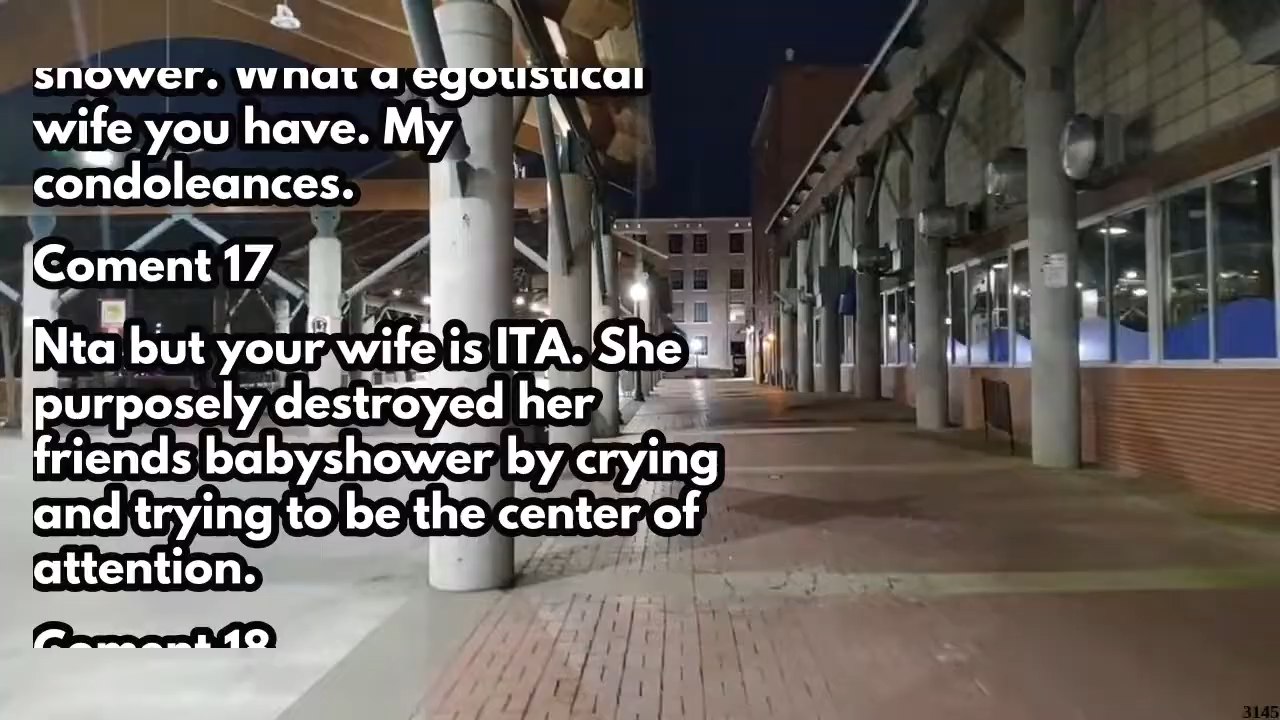 shower. What a egotistical
wife you have. My
condoleances.
Coment 17
Nta but your wife is ITA. She
purposely destroyed her
friends babyshower by crying
and trying to be the center of
attention.
Coment 18
3145